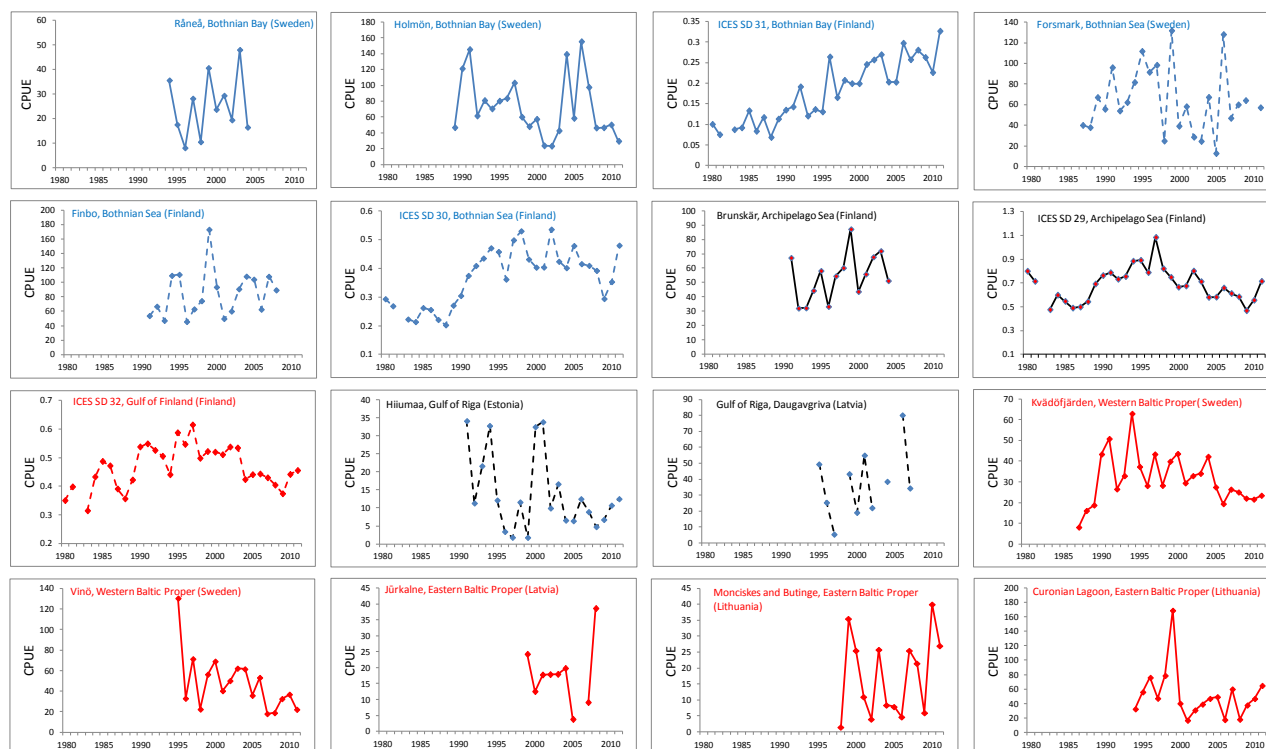 Råneå, Bothnian Bay (Sweden)
CPUE
60
50
40
30
20
10
0
1980 1985 1990 1995 2000 2005 2010
Holmön, Bothnian Bay (Sweden)
CPUE
180
160
140
120
100
80
60
40
20
0
1980 1985 1990 1995 2000 2005 2010
ICES SD 31, Bothnian Bay (Finland)
CPUE
0.35
0.3
0.25
0.2
0.15
0.1
0.05
0
1980 1985 1990 1995 2000 2005 2010
Forsmark, Bothnian Sea (Sweden)
CPUE
140
120
100
80
60
40
20
0
1980 1985 1990 1995 2000 2005 2010
Finbo, Bothnian Sea (Finland)
CPUE
200
180
160
140
120
100
80
60
40
20
0
1980 1985 1990 1995 2000 2005 2010
ICES SD 30, Bothnian Sea (Finland)
CPUE
0.6
0.5
0.4
0.3
0.2
0.1
1980 1985 1990 1995 2000 2005 2010
Brunskär, Archipelago Sea (Finland)
CPUE
100
90
80
70
60
50
40
30
20
10
0
1980 1985 1990 1995 2000 2005 2010
ICES SD 29, Archipelago Sea (Finland)
CPUE
1.3
1.1
0.9
0.7
0.5
0.3
0.1
1980 1985 1990 1995 2000 2005 2010
ICES SD 32, Gulf of Finland (Finland)
CPUE
0.7
0.6
0.5
0.4
0.3
0.2
1980 1985 1990 1995 2000 2005 2010
Hiiumaa, Gulf of Riga (Estonia)
CPUE
40
35
30
25
20
15
10
5
0
1980 1985 1990 1995 2000 2005 2010
Gulf of Riga, Daugavgriva (Latvia)
CPUE
90
80
70
60
50
40
30
20
10
0
1980 1985 1990 1995 2000 2005 2010
Kvädöfjärden, Western Baltic Proper( Sweden)
CPUE
70
60
50
40
30
20
10
0
1980 1985 1990 1995 2000 2005 2010
Vinö, Western Baltic Proper (Sweden)
CPUE
140
120
100
80
60
40
20
0
1980 1985 1990 1995 2000 2005 2010
Jūrkalne, Eastern Baltic Proper (Latvia)
CPUE
45
40
35
30
25
20
15
10
5
0
1980 1985 1990 1995 2000 2005 2010
Monciskes and Butinge, Eastern Baltic Proper
(Lithuania)
CPUE
45
40
35
30
25
20
15
10
5
0
1980 1985 1990 1995 2000 2005 2010
Curonian Lagoon, Eastern Baltic Proper (Lithuania)
CPUE
200
180
160
140
120
100
80
60
40
20
0
1980 1985 1990 1995 2000 2005 2010